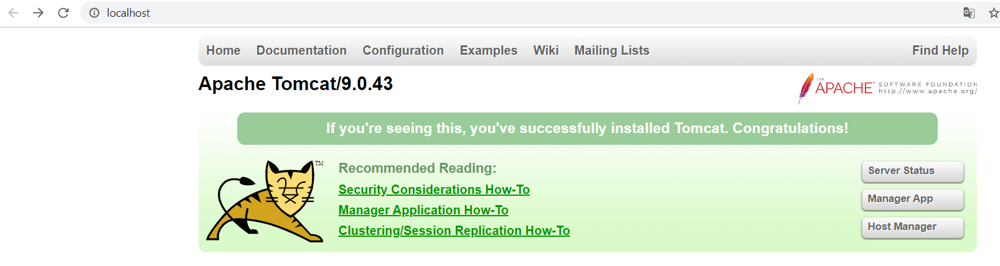 localhost
Home Documentation Configuration Examples Wiki Mailing Lists Find Help
Apache Tomcat/9.0.43
THE APACHE® SOFTWARE FOUNDATION
http://www.apache.org/
If you're seeing this, you've successfully installed Tomcat. Congratulations!
TM
Recommended Reading:
Security Considerations How-To
Manager Application How-To
Clustering/Session Replication How-To
Server Status
Manager App
Host Manager